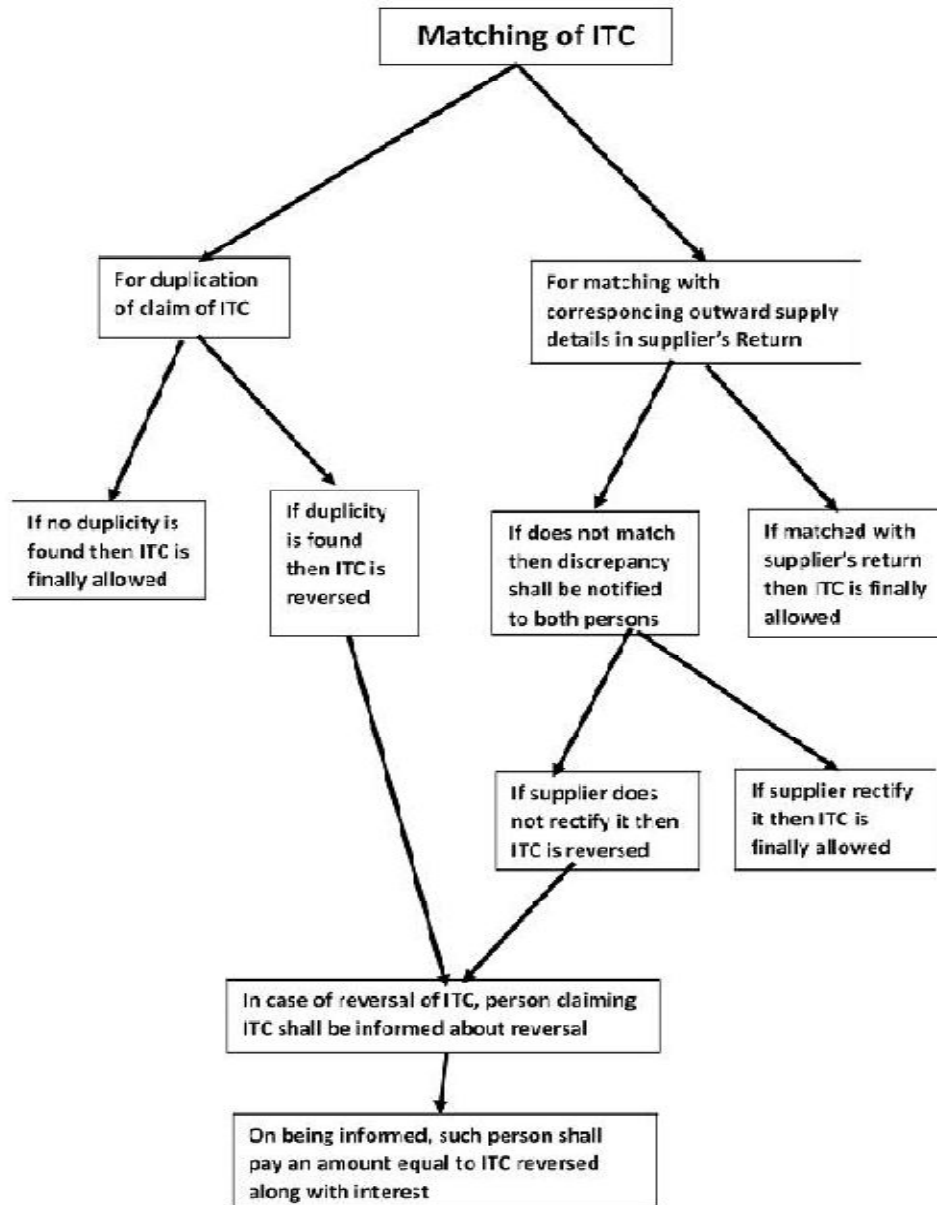 Matching of ITC
For duplication
of claim of ITC
For matching with
corresponcing outward supply
details in supplier's Return
If no duplicity is
found then ITC is
finally allowed
If duplicity
is found
then ITC is
reversed
If does not match
then discrepancy
shall be notified
to both persons
If matched with
supplier's return
then ITC is finally
allowed
If supplier does
not rectify it then
ITC is reversed
If supplier rectify
it then ITC is
finally allowed
In case of reversal of ITC, person claiming
ITC shall be informed about reversal
On being informed, such person shall
pay an amount equal to ITC reversed
along with interest